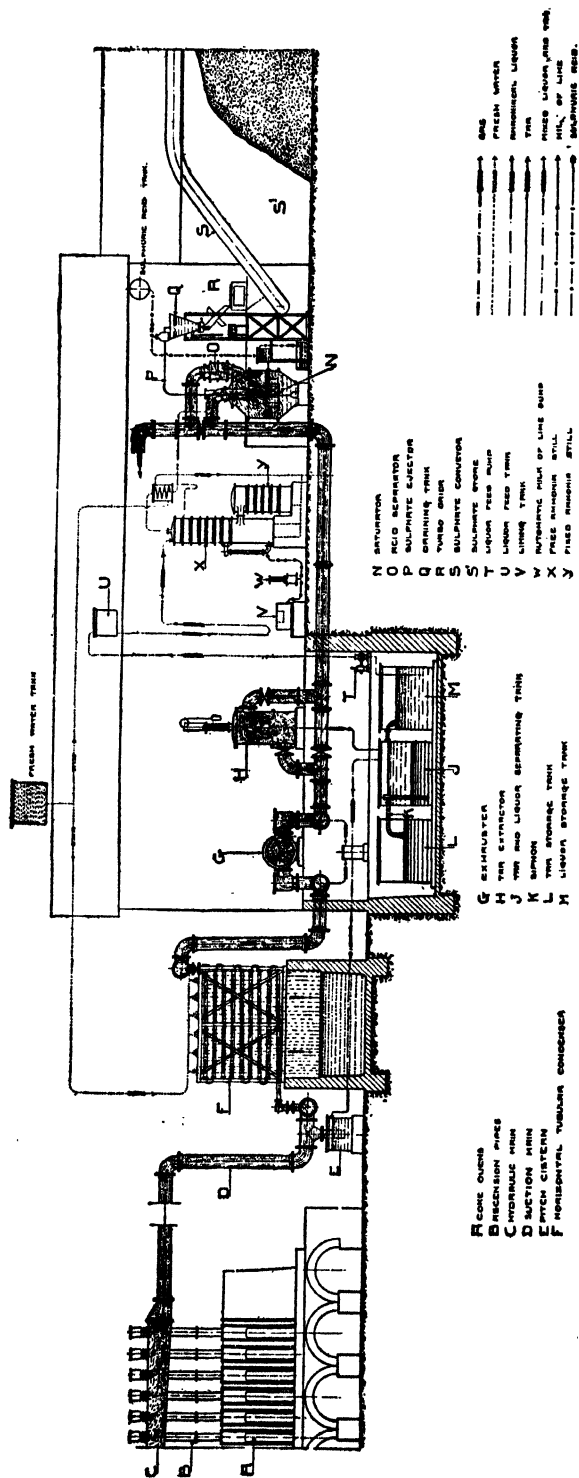 FRESH WATER TANK
SULPHURIC ACID TANK
A
B
C
D
E
F
G
H
J
K
L
M
N
O
P
Q
R
S
S'
T
U
V
W
X
Y
A COKE OVENS
B ASCENSION PIPES
C HYDRAULIC MAIN
D SUCTION MAIN
E PITCH CISTERN
F HORIZONTAL TUBULAR CONDENSER
G EXHAUSTER
H TAR EXTRACTOR
J TAR AND LIQUOR SEPARATING TANK
K SIPHON
L TAR STORAGE TANK
M LIQUOR STORAGE TANK
N SATURATOR
O ACID SEPARATOR
P SULPHATE EJECTOR
Q DRAINING TANK
R TURBO DRIER
S SULPHATE CONVEYOR
S' SULPHATE STORE
T LIQUOR FEED PUMP
U LIQUOR FEED TANK
V LIMING TANK
W AUTOMATIC MILK OF LIME PUMP
X FREE AMMONIA STILL
Y FIXED AMMONIA STILL
GAS
FRESH WATER
AMMONIACAL LIQUOR
TAR
MIXED LIQUOR AND TAR
MILK OF LIME
SULPHURIC ACID.